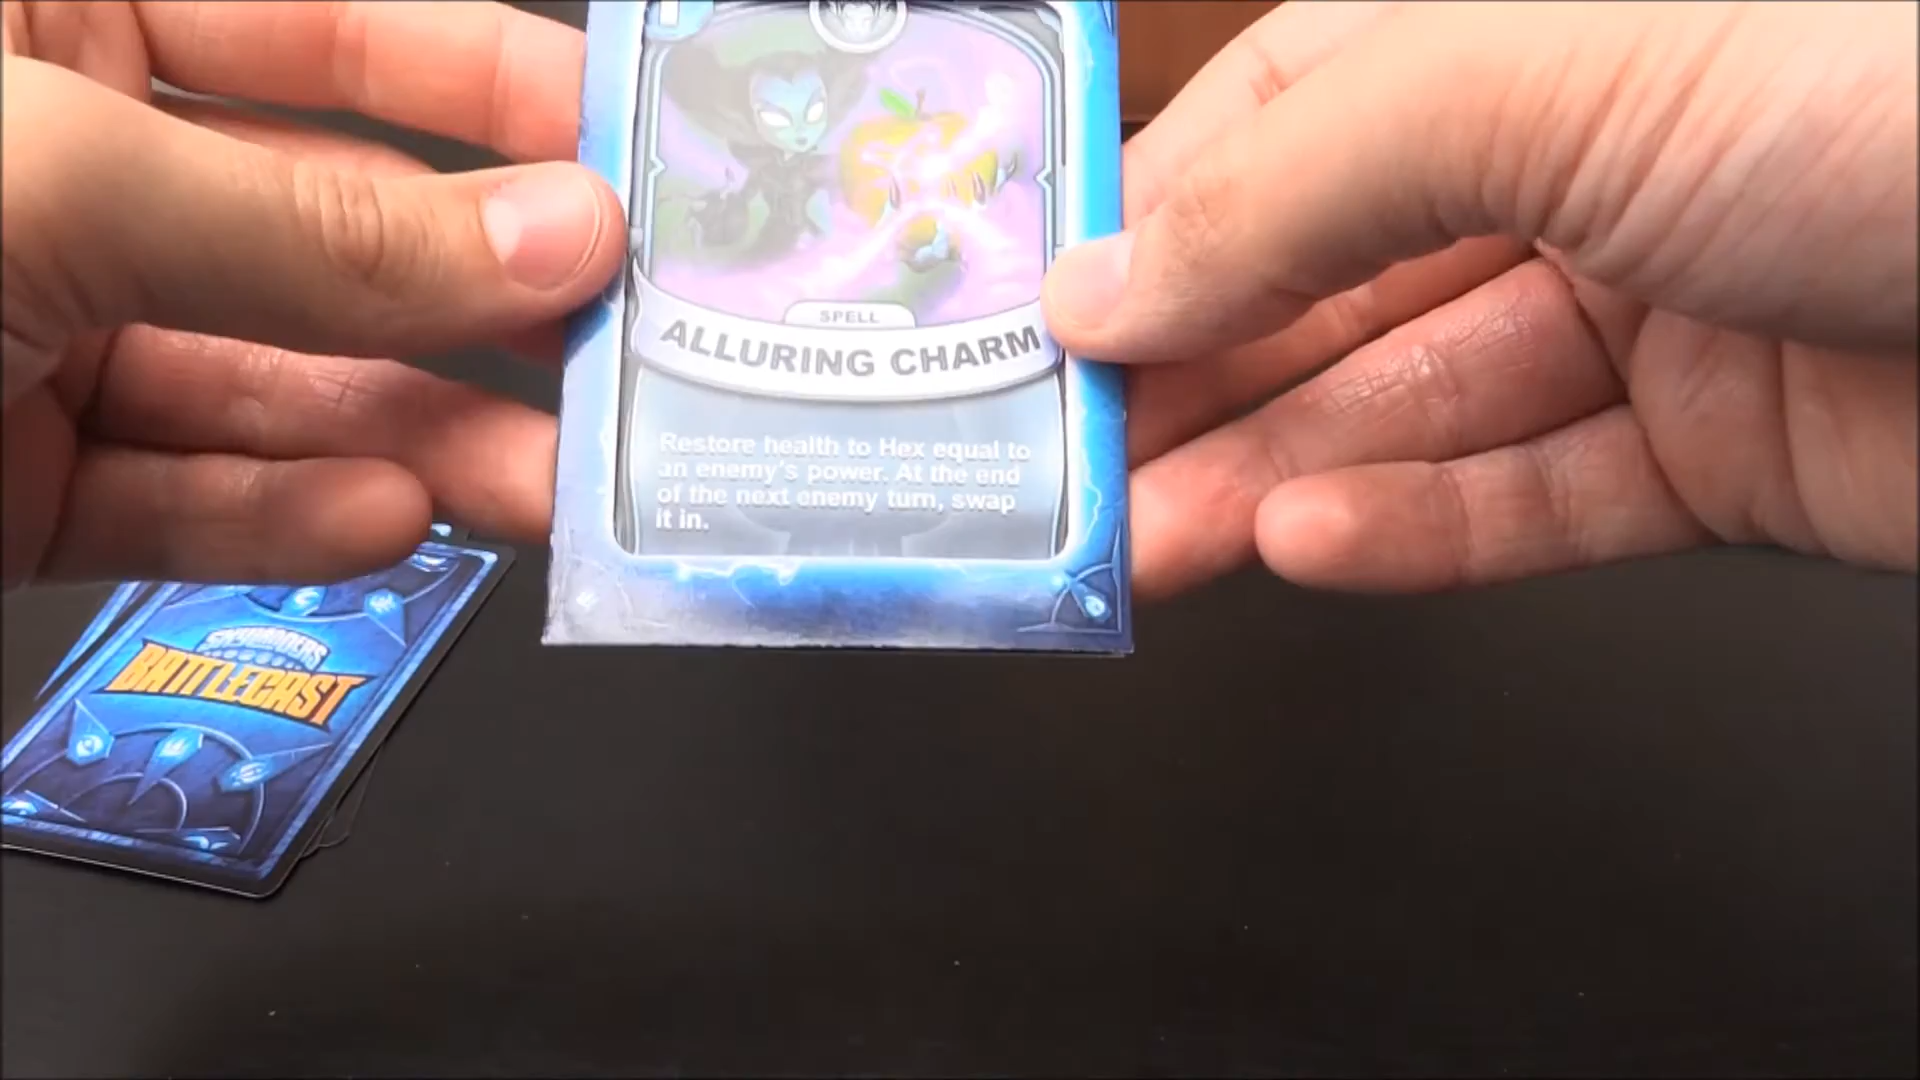 SPELL
ALLURING CHARM
Restore health to Hex equal to
an enemy's power. At the end
of the next enemy turn, swap
it in.
SKYLANDERS
BATTLECAST